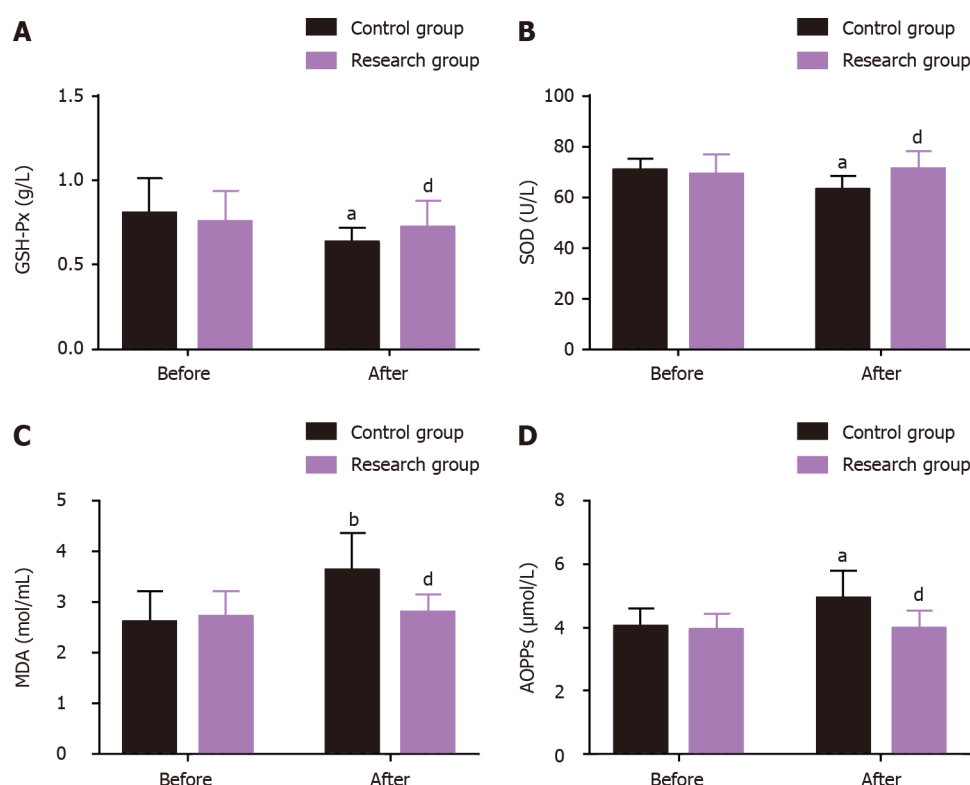 A
Control group
Research group
GSH-Px (g/L)
1.5
1.0
0.5
0.0
a
d
Before
After
B
Control group
Research group
SOD (U/L)
100
80
60
40
20
0
a
d
Before
After
C
Control group
Research group
MDA (mol/mL)
5
4
3
2
1
0
b
d
Before
After
D
Control group
Research group
AOPPs (μmol/L)
8
6
4
2
0
a
d
Before
After